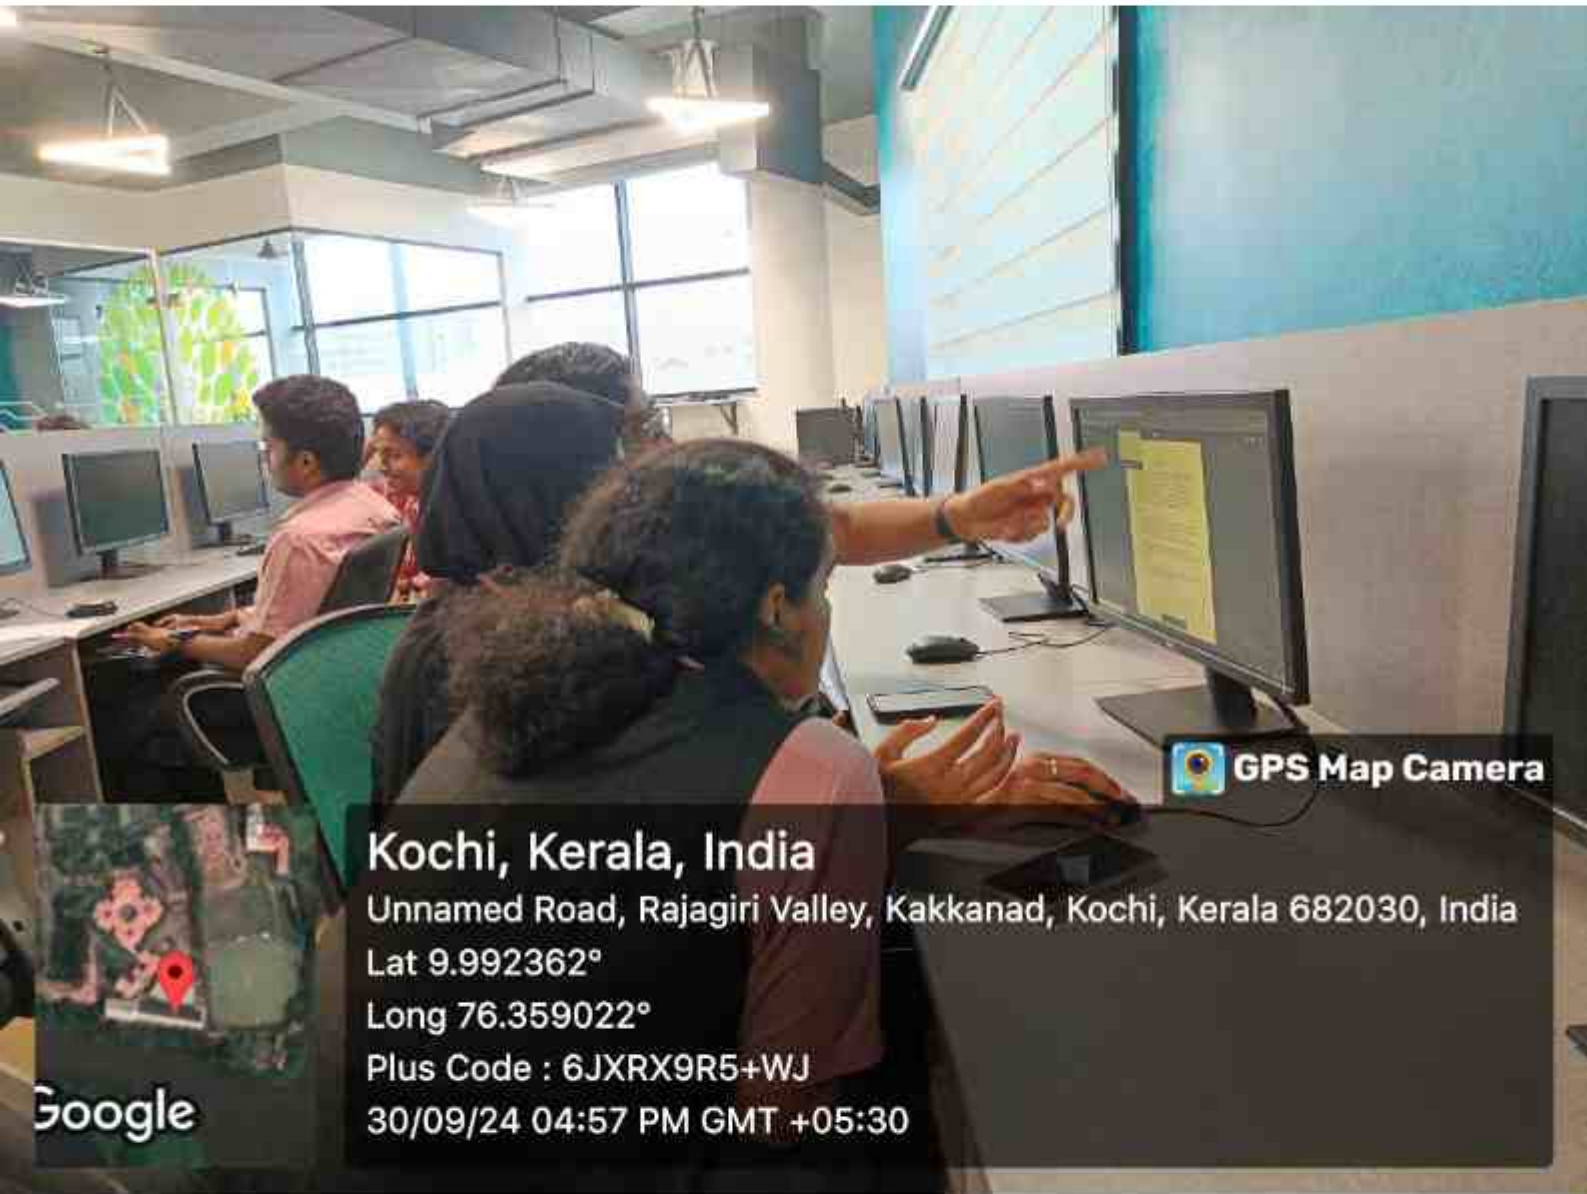 GPS Map Camera
Kochi, Kerala, India
Unnamed Road, Rajagiri Valley, Kakkanad, Kochi, Kerala 682030, India
Lat 9.992362°
Long 76.359022°
Plus Code : 6JXRX9R5+WJ
30/09/24 04:57 PM GMT +05:30
Google